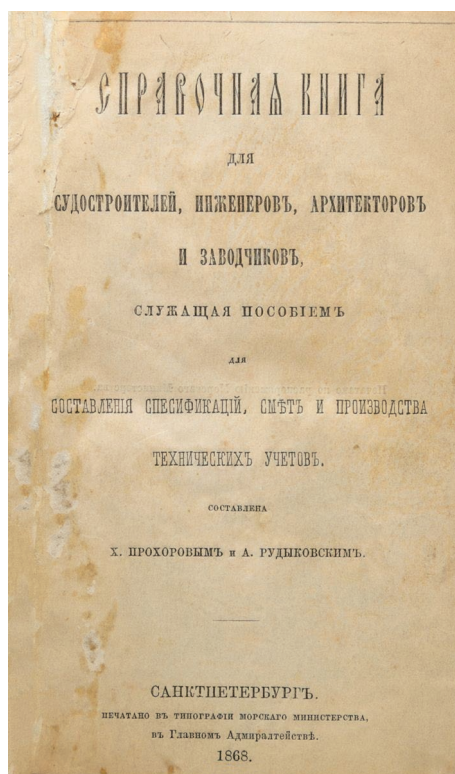 СПРАВОЧНАЯ КНИГА
ДЛЯ
СУДОСТРОИТЕЛЕЙ, ИНЖЕНЕРОВЪ, АРХИТЕКТОРОВЪ
И ЗАВОДЧИКОВЪ,
СЛУЖАЩАЯ ПОСОБІЕМЪ
ДЛЯ
СОСТАВЛЕНІЯ СПЕСИФИКАЦІЙ, СМѢТЪ И ПРОИЗВОДСТВА
ТЕХНИЧЕСКИХЪ УЧЕТОВЪ.
СОСТАВЛЕНА
Х. ПРОХОРОВЫМЪ и А. РУДЫКОВСКИМЪ.
САНКТПЕТЕРБУРГЪ.
ПЕЧАТАНО ВЪ ТИПОГРАФІИ МОРСКАГО МИНИСТЕРСТВА,
въ Главномъ Адмиралтействѣ.
1868.